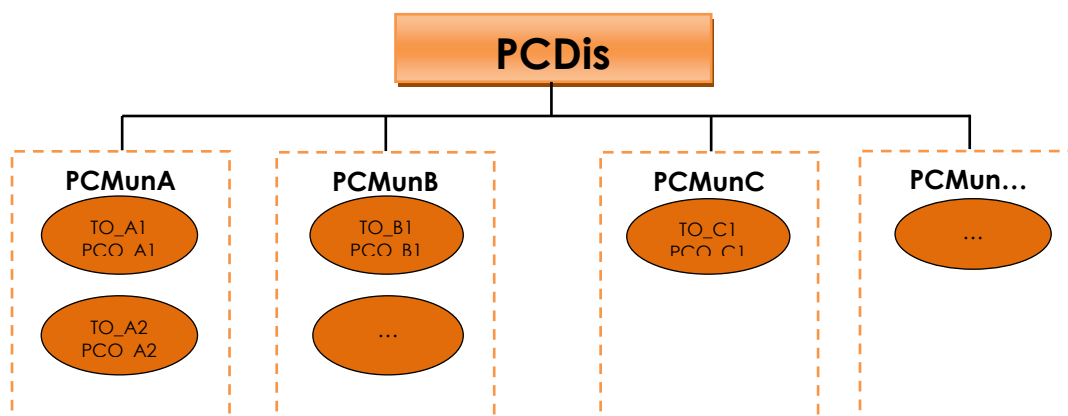 PCDis
PCMunA
TO_A1
PCO_A1
TO_A2
PCO_A2
PCMunB
TO_B1
PCO_B1
…
PCMunC
TO_C1
PCO_C1
PCMun…
…